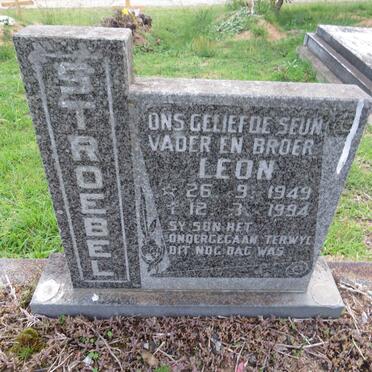 STROEBEL
ONS GELIEFDE SEUN
VADER EN BROER
LEON
* 26 . 9 . 1949
† 12 . 3 . 1994
SY SON HET
ONDERGEGAAN TERWYL
DIT NOG DAG WAS